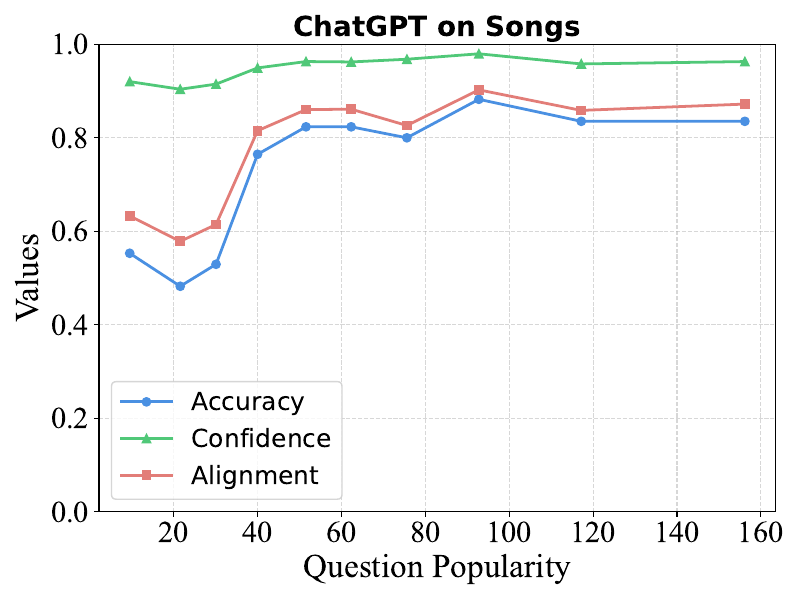 ChatGPT on Songs
1.0
0.8
0.6
0.4
0.2
0.0
Values
Accuracy
Confidence
Alignment
20 40 60 80 100 120 140 160
Question Popularity